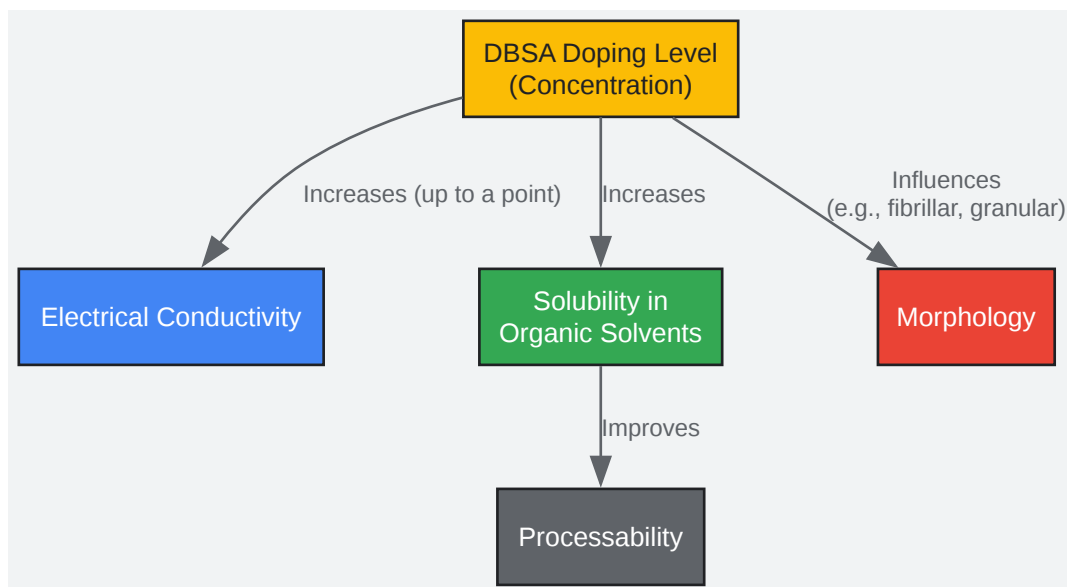 DBSA Doping Level
(Concentration)
Increases (up to a point)
Increases
Influences
(e.g., fibrillar, granular)
Electrical Conductivity
Solubility in
Organic Solvents
Morphology
Improves
Processability